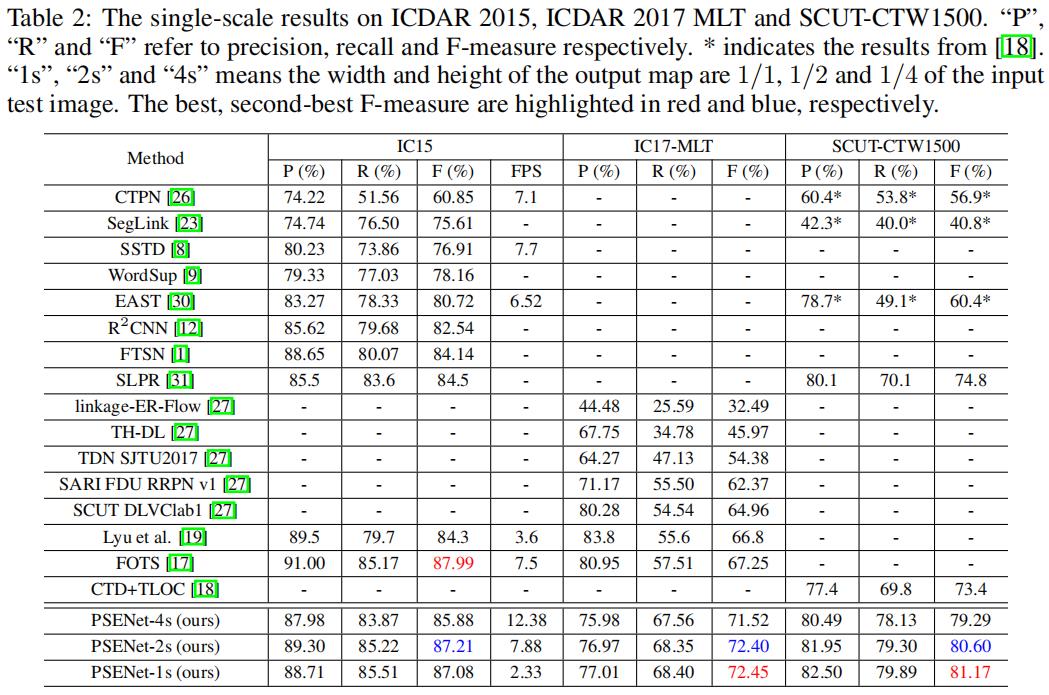 Table 2: The single-scale results on ICDAR 2015, ICDAR 2017 MLT and SCUT-CTW1500. “P”,
“R” and “F” refer to precision, recall and F-measure respectively. * indicates the results from [18].
“1s”, “2s” and “4s” means the width and height of the output map are 1/1, 1/2 and 1/4 of the input
test image. The best, second-best F-measure are highlighted in red and blue, respectively.
Method IC15 IC17-MLT SCUT-CTW1500
P (%) R (%) F (%) FPS P (%) R (%) F (%) P (%) R (%) F (%)
CTPN [26] 74.22 51.56 60.85 7.1 - - - 60.4* 53.8* 56.9*
SegLink [23] 74.74 76.50 75.61 - - - - 42.3* 40.0* 40.8*
SSTD [8] 80.23 73.86 76.91 7.7 - - - - - -
WordSup [9] 79.33 77.03 78.16 - - - - - - -
EAST [30] 83.27 78.33 80.72 6.52 - - - 78.7* 49.1* 60.4*
R²CNN [12] 85.62 79.68 82.54 - - - - - - -
FTSN [1] 88.65 80.07 84.14 - - - - - - -
SLPR [31] 85.5 83.6 84.5 - - - - 80.1 70.1 74.8
linkage-ER-Flow [27] - - - - 44.48 25.59 32.49 - - -
TH-DL [27] - - - - 67.75 34.78 45.97 - - -
TDN SJTU2017 [27] - - - - 64.27 47.13 54.38 - - -
SARI FDU RRPN v1 [27] - - - - 71.17 55.50 62.37 - - -
SCUT DLVClab1 [27] - - - - 80.28 54.54 64.96 - - -
Lyu et al. [19] 89.5 79.7 84.3 3.6 83.8 55.6 66.8 - - -
FOTS [17] 91.00 85.17 87.99 7.5 80.95 57.51 67.25 - - -
CTD+TLOC [18] - - - - - - - 77.4 69.8 73.4
PSENet-4s (ours) 87.98 83.87 85.88 12.38 75.98 67.56 71.52 80.49 78.13 79.29
PSENet-2s (ours) 89.30 85.22 87.21 7.88 76.97 68.35 72.40 81.95 79.30 80.60
PSENet-1s (ours) 88.71 85.51 87.08 2.33 77.01 68.40 72.45 82.50 79.89 81.17